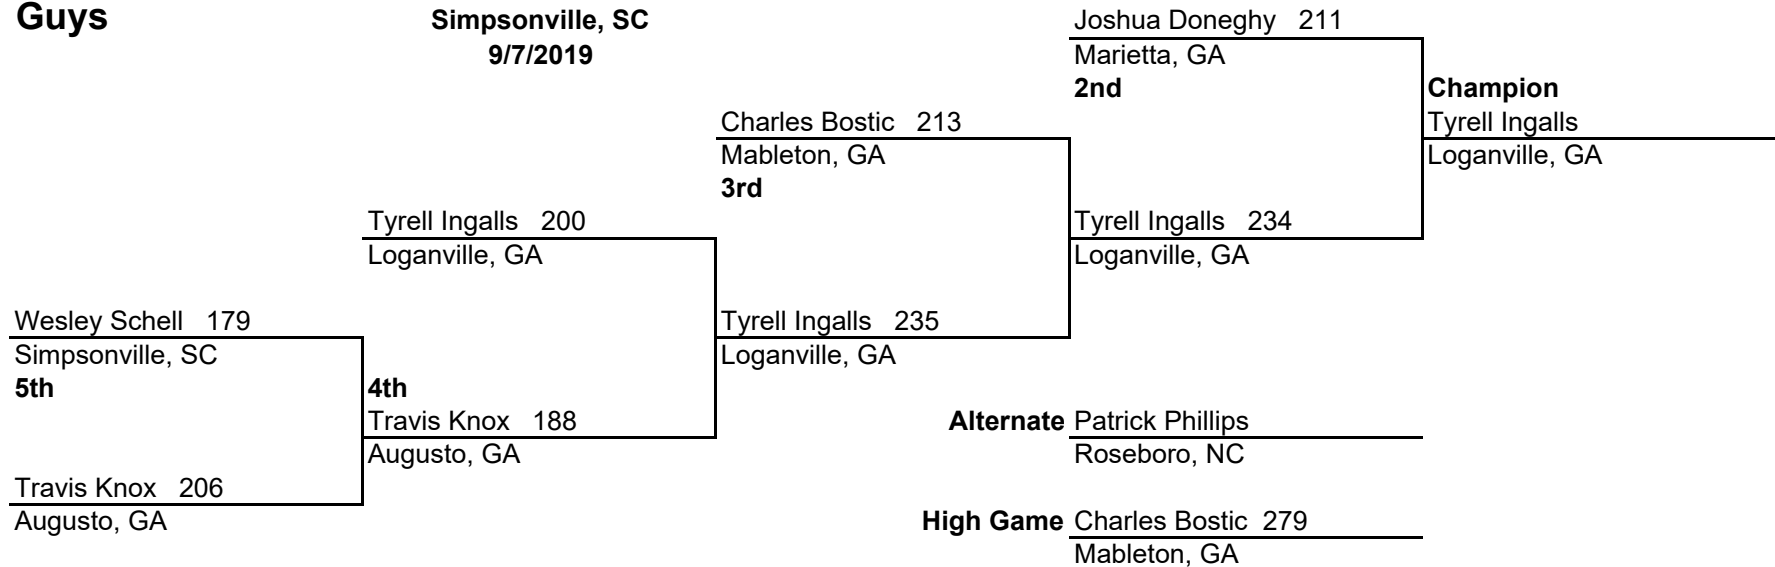 Guys
Simpsonville, SC
9/7/2019
Joshua Doneghy 211
Marietta, GA
2nd
Champion
Tyrell Ingalls
Loganville, GA
Charles Bostic 213
Mableton, GA
3rd
Tyrell Ingalls 200
Loganville, GA
Tyrell Ingalls 234
Loganville, GA
Wesley Schell 179
Simpsonville, SC
5th
Tyrell Ingalls 235
Loganville, GA
4th
Travis Knox 188
Augusto, GA
Alternate Patrick Phillips
Roseboro, NC
Travis Knox 206
Augusto, GA
High Game Charles Bostic 279
Mableton, GA